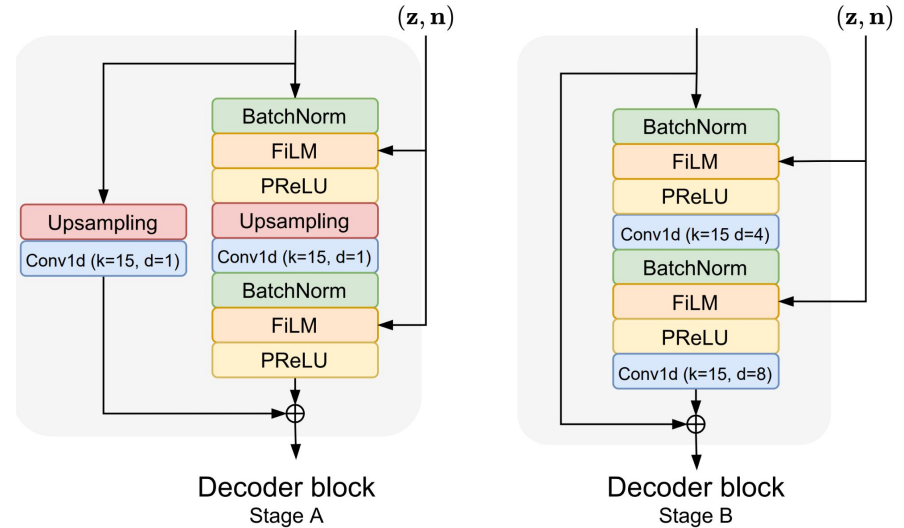 (z, n)
BatchNorm
FiLM
PReLU
Upsampling
Upsampling
Conv1d (k=15, d=1)
Conv1d (k=15, d=1)
BatchNorm
FiLM
PReLU
Decoder block
Stage A
(z, n)
BatchNorm
FiLM
PReLU
Conv1d (k=15 d=4)
BatchNorm
FiLM
PReLU
Conv1d (k=15, d=8)
Decoder block
Stage B